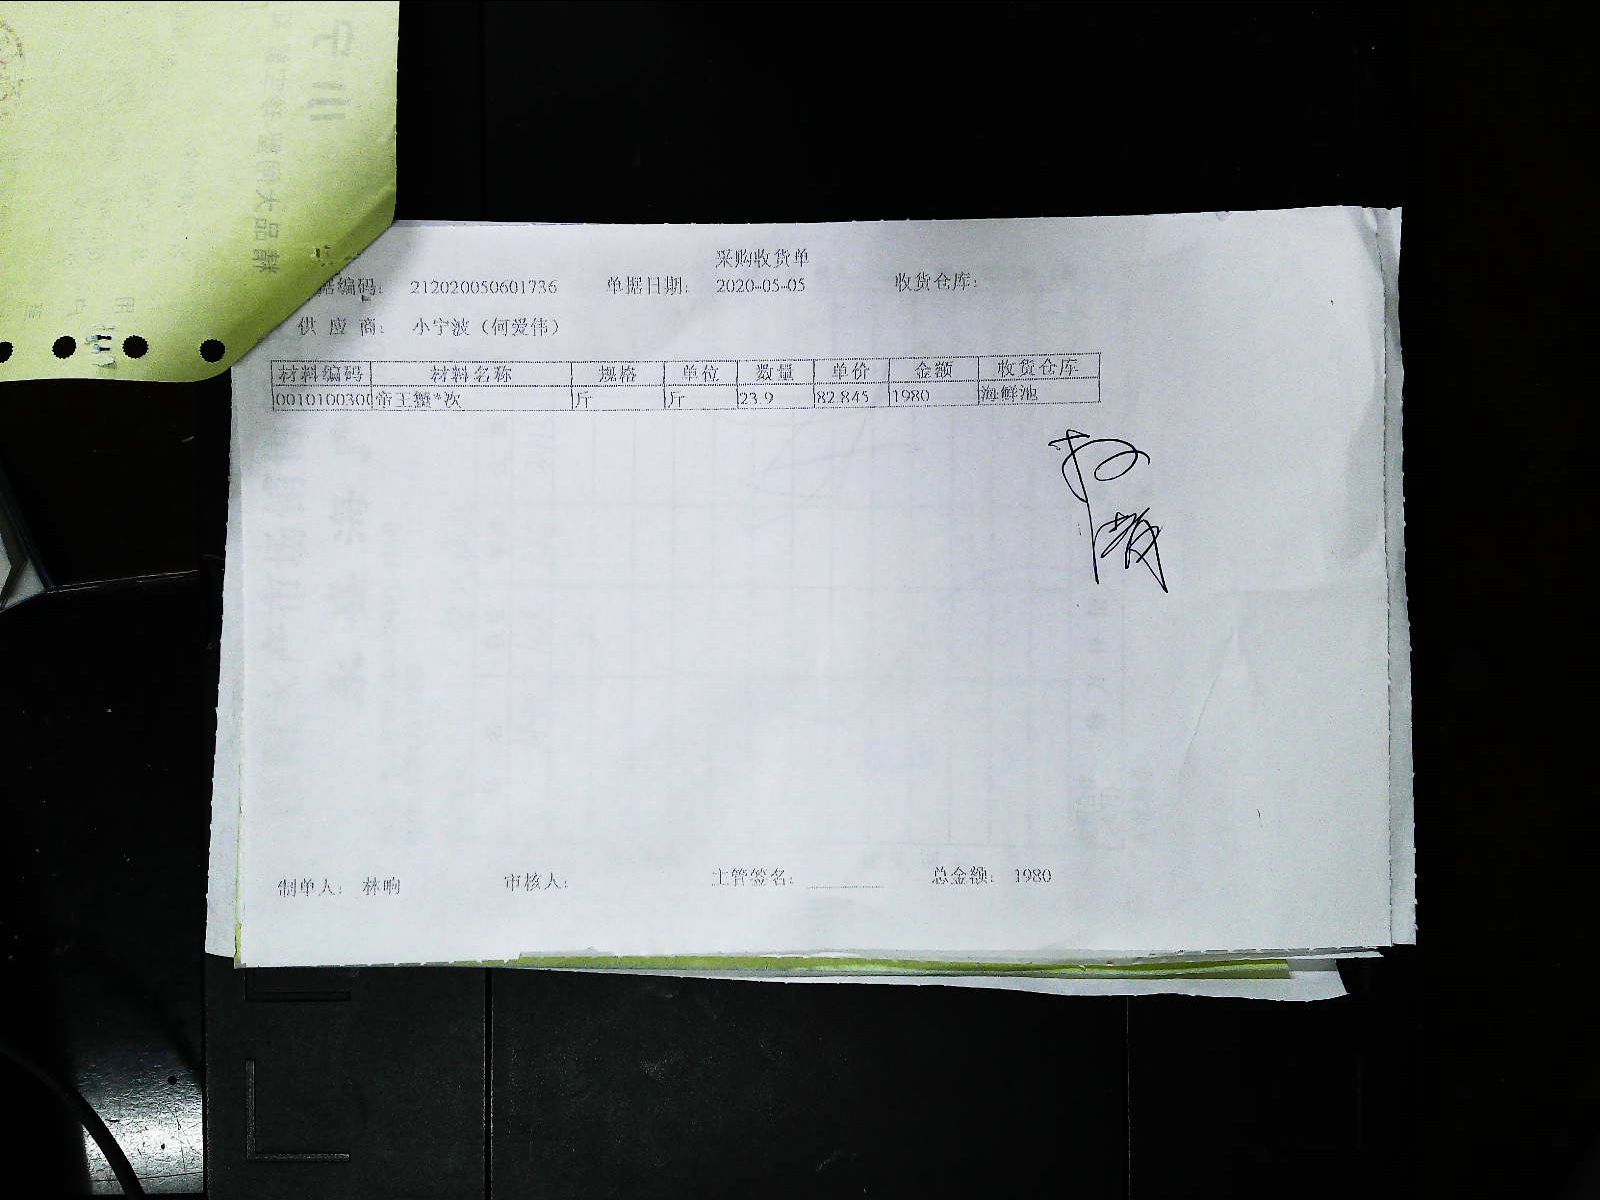 采购收货单
据编码： 212020050601736 单据日期： 2020-05-05 收货仓库：
供 应 商： 小宁波（何爱伟）
材料编码 材料名称 规格 单位 数量 单价 金额 收货仓库
0010100300 帝王蟹*次 斤 斤 23.9 82.845 1980 海鲜池
制单人： 林响 审核人： 主管签名： 总金额： 1980